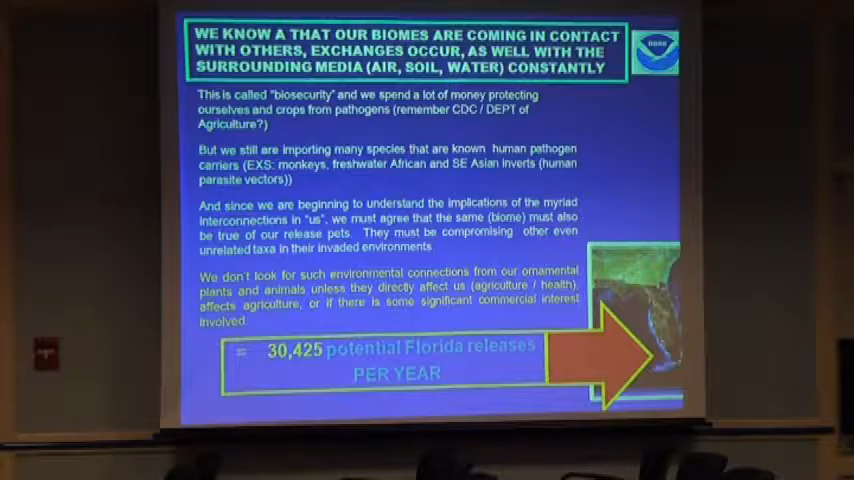 WE KNOW A THAT OUR BIOMES ARE COMING IN CONTACT
WITH OTHERS, EXCHANGES OCCUR, AS WELL WITH THE
SURROUNDING MEDIA (AIR, SOIL, WATER) CONSTANTLY
NOAA
This is called "biosecurity" and we spend a lot of money protecting
ourselves and crops from pathogens (remember CDC / DEPT of
Agriculture?)
But we still are importing many species that are known human pathogen
carriers (EXS: monkeys, freshwater African and SE Asian inverts (human
parasite vectors))
And since we are beginning to understand the implications of the myriad
interconnections in "us", we must agree that the same (biome) must also
be true of our release pets. They must be compromising other even
unrelated taxa in their invaded environments
We don't look for such environmental connections from our ornamental
plants and animals unless they directly affect us (agriculture / health),
affects agriculture, or if there is some significant commercial interest
involved.
= 30,425 potential Florida releases
PER YEAR